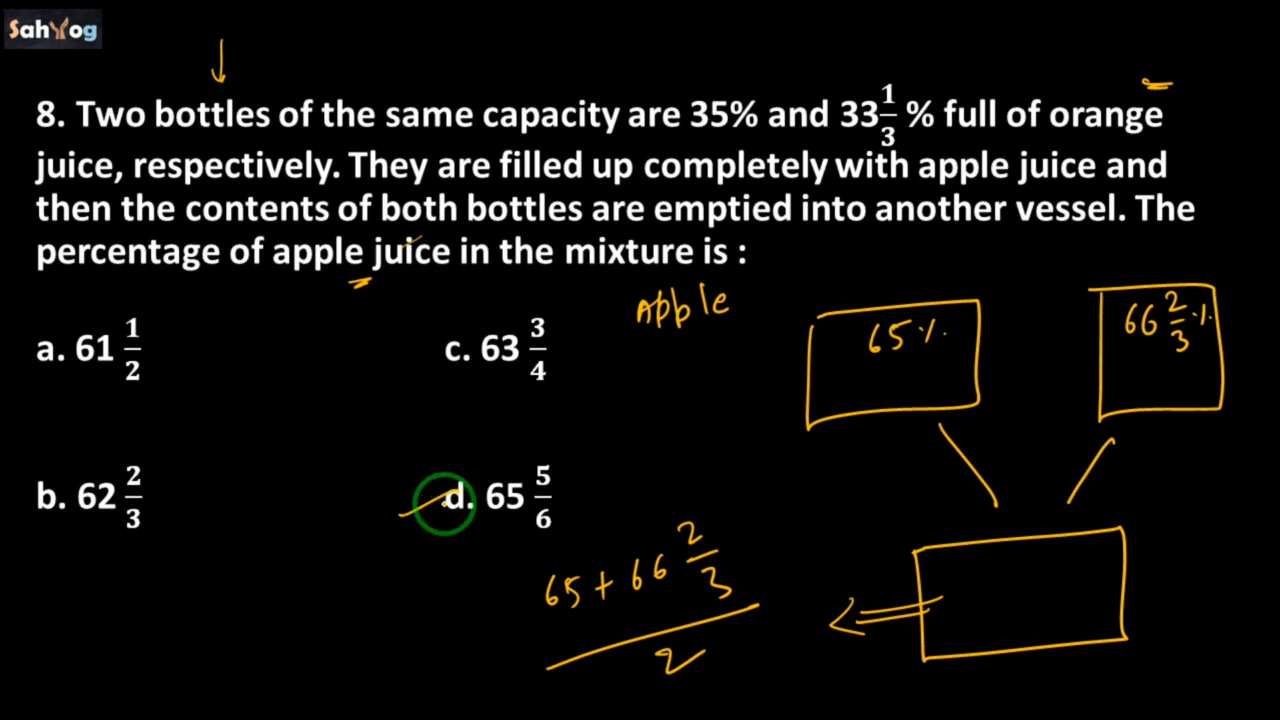 SahYog
8. Two bottles of the same capacity are 35% and 33 1/3 % full of orange
juice, respectively. They are filled up completely with apple juice and
then the contents of both bottles are emptied into another vessel. The
percentage of apple juice in the mixture is :
Apple
65%
66 2/3 %
a. 61 1/2
c. 63 3/4
b. 62 2/3
d. 65 5/6
65 + 66 2/3
2